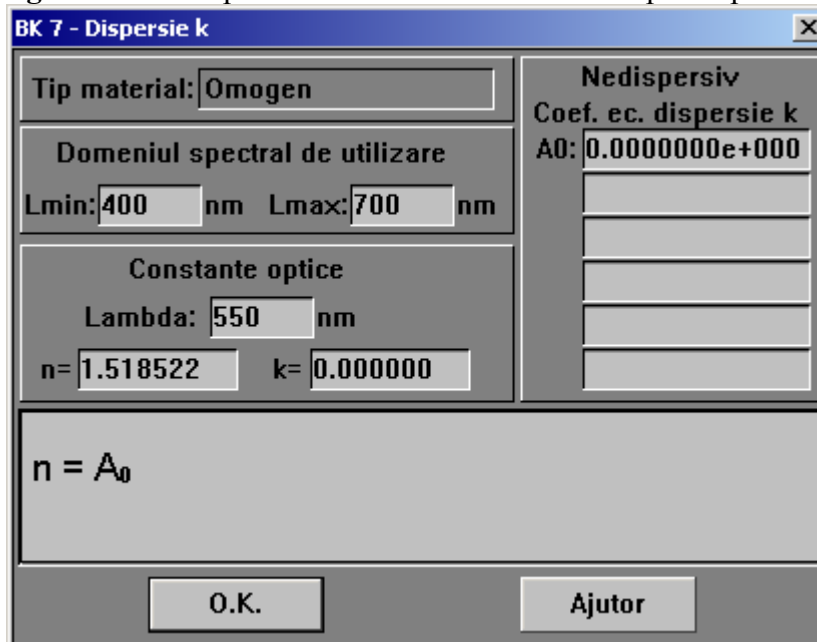 BK 7 - Dispersie k
Tip material: Omogen
Domeniul spectral de utilizare
Lmin: 400 nm Lmax: 700 nm
Constante optice
Lambda: 550 nm
n= 1.518522 k= 0.000000
Nedispersiv
Coef. ec. dispersie k
A0: 0.0000000e+000
n = A₀
O.K.
Ajutor